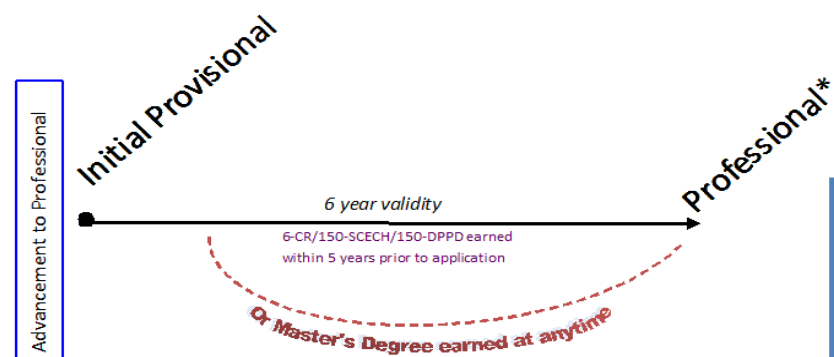 Advancement to Professional
Initial Provisional
Professional*
6 year validity
6-CR/150-SCECH/150-DPPD earned
within 5 years prior to application
Or Master's Degree earned at anytime